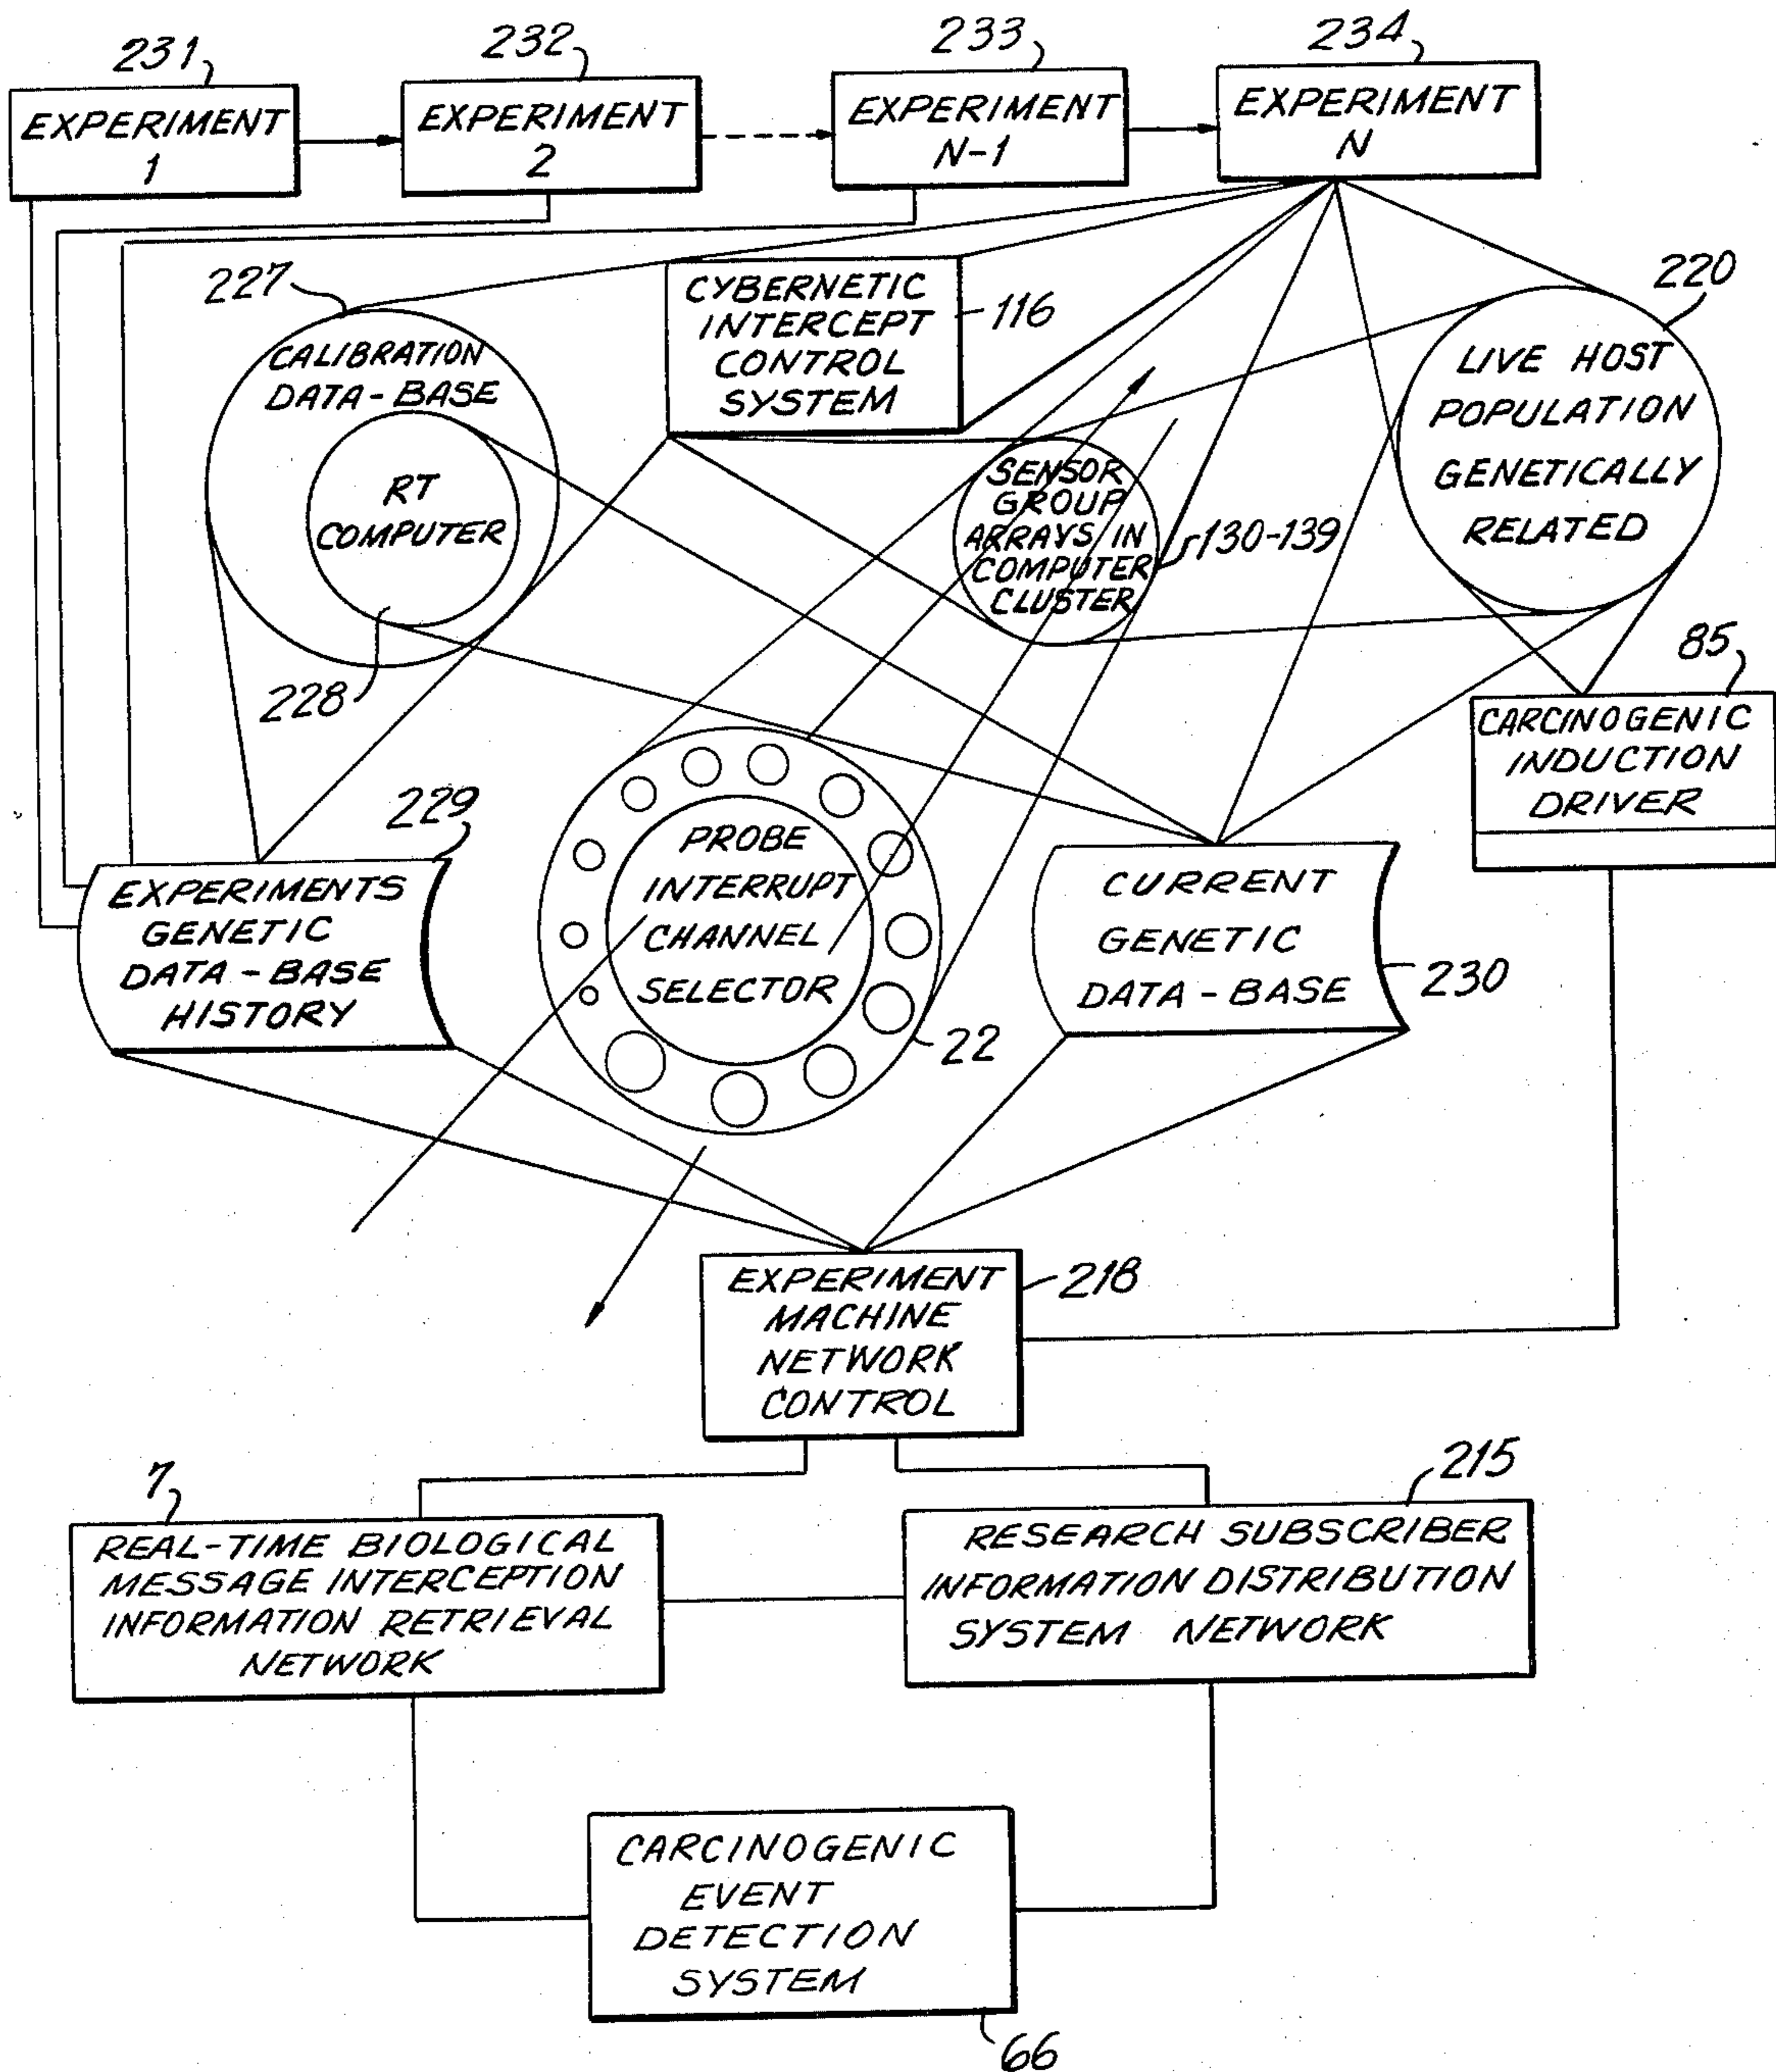 231
232
233
234
EXPERIMENT
1
EXPERIMENT
2
EXPERIMENT
N-1
EXPERIMENT
N
227
CALIBRATION
DATA-BASE
RT
COMPUTER
228
CYBERNETIC
INTERCEPT
CONTROL
SYSTEM
116
SENSOR
GROUP
ARRAYS IN
COMPUTER
CLUSTER
130-139
220
LIVE HOST
POPULATION
GENETICALLY
RELATED
85
CARCINOGENIC
INDUCTION
DRIVER
229
EXPERIMENTS
GENETIC
DATA-BASE
HISTORY
PROBE
INTERRUPT
CHANNEL
SELECTOR
22
CURRENT
GENETIC
DATA-BASE
230
EXPERIMENT
MACHINE
NETWORK
CONTROL
218
7
REAL-TIME BIOLOGICAL
MESSAGE INTERCEPTION
INFORMATION RETRIEVAL
NETWORK
215
RESEARCH SUBSCRIBER
INFORMATION DISTRIBUTION
SYSTEM NETWORK
CARCINOGENIC
EVENT
DETECTION
SYSTEM
66